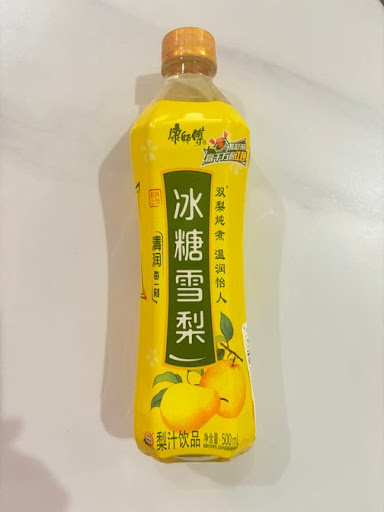 康師傅
冰糖雪梨
双梨炖煮 温润怡人
清润每一刻
梨汁饮品
净含量:500mL